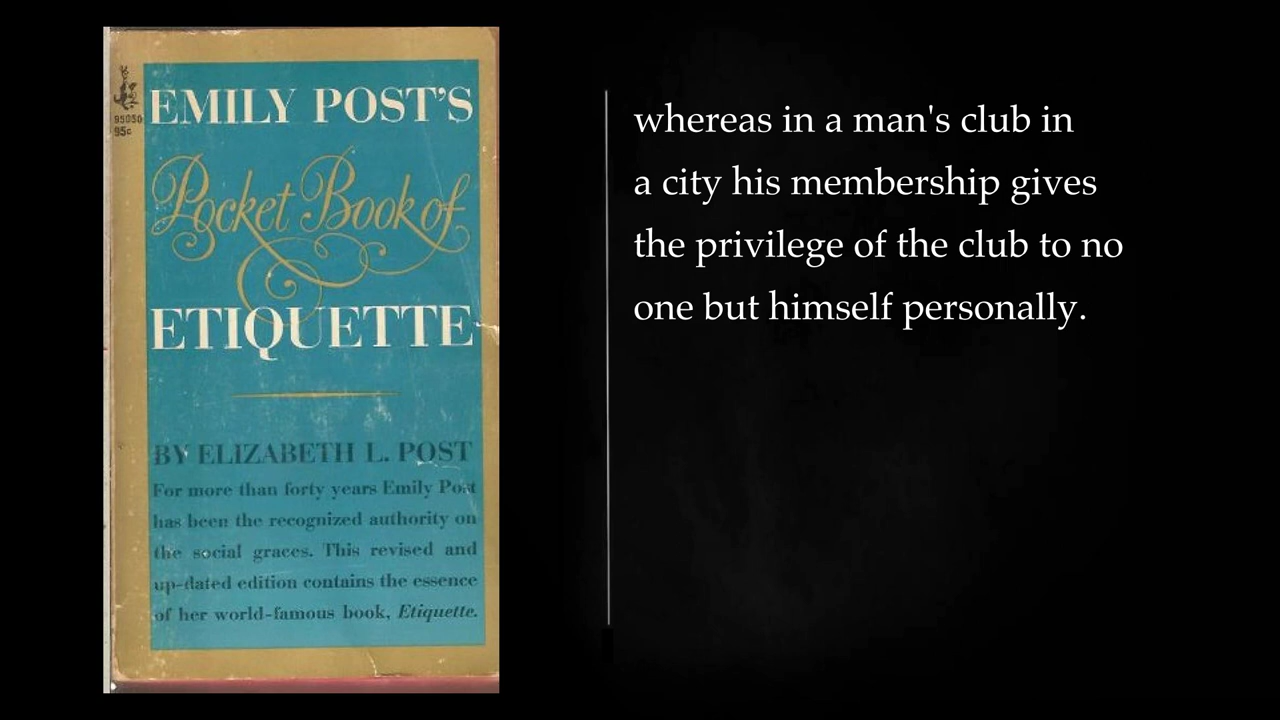 95050
95c
EMILY POST'S
Pocket Book of
ETIQUETTE
BY ELIZABETH L. POST
For more than forty years Emily Post
has been the recognized authority on
the social graces. This revised and
up-dated edition contains the essence
of her world-famous book, Etiquette.
whereas in a man's club in
a city his membership gives
the privilege of the club to no
one but himself personally.